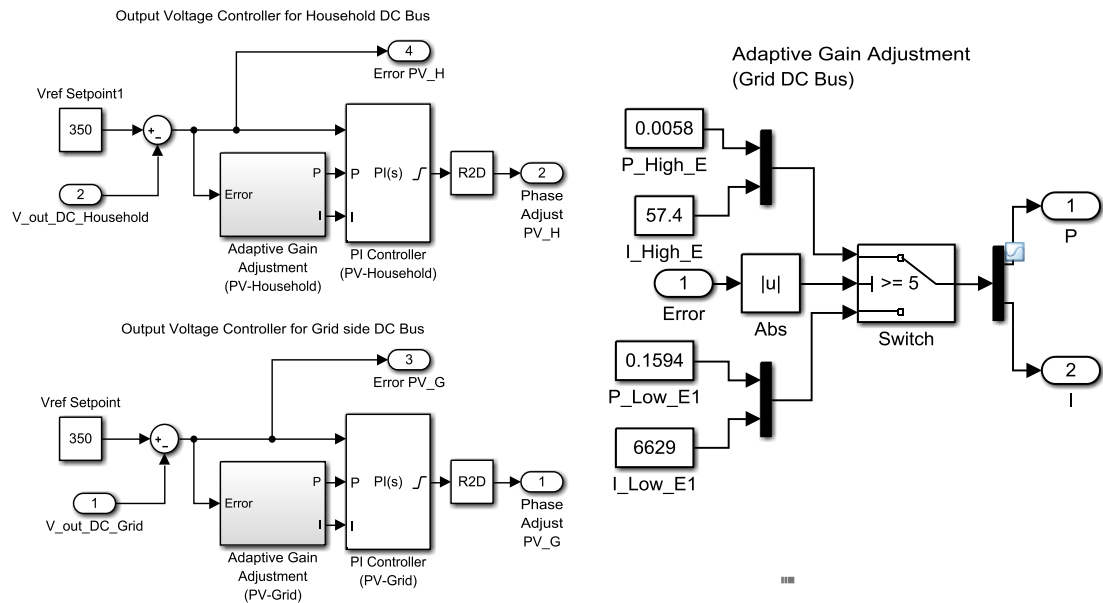 Output Voltage Controller for Household DC Bus
4
Error PV_H
Vref Setpoint1
350
+
-
2
V_out_DC_Household
Error
P
I
Adaptive Gain
Adjustment
(PV-Household)
P
I
PI(s)
PI Controller
(PV-Household)
R2D
2
Phase
Adjust
PV_H
Output Voltage Controller for Grid side DC Bus
3
Error PV_G
Vref Setpoint
350
+
-
1
V_out_DC_Grid
Error
P
I
Adaptive Gain
Adjustment
(PV-Grid)
P
I
PI(s)
PI Controller
(PV-Grid)
R2D
1
Phase
Adjust
PV_G
Adaptive Gain Adjustment
(Grid DC Bus)
0.0058
P_High_E
57.4
I_High_E
1
Error
|u|
Abs
>= 5
Switch
0.1594
P_Low_E1
6629
I_Low_E1
1
P
2
I